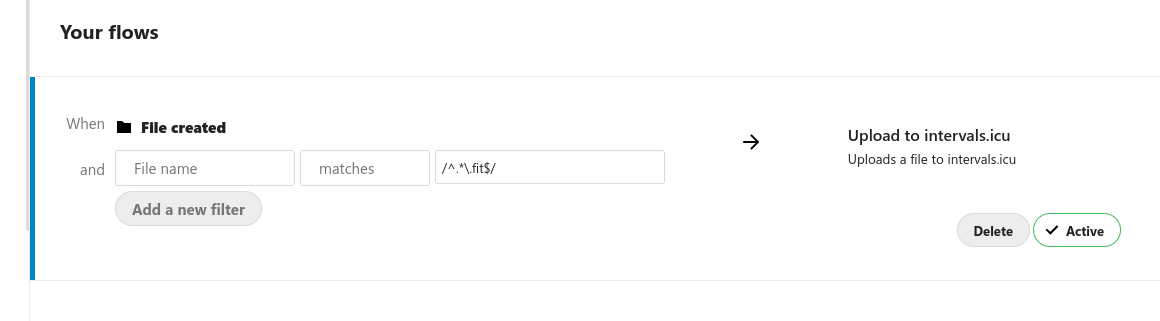 Your flows
When File created
and File name matches /^.*\.fit$/
Add a new filter
Upload to intervals.icu
Uploads a file to intervals.icu
Delete Active